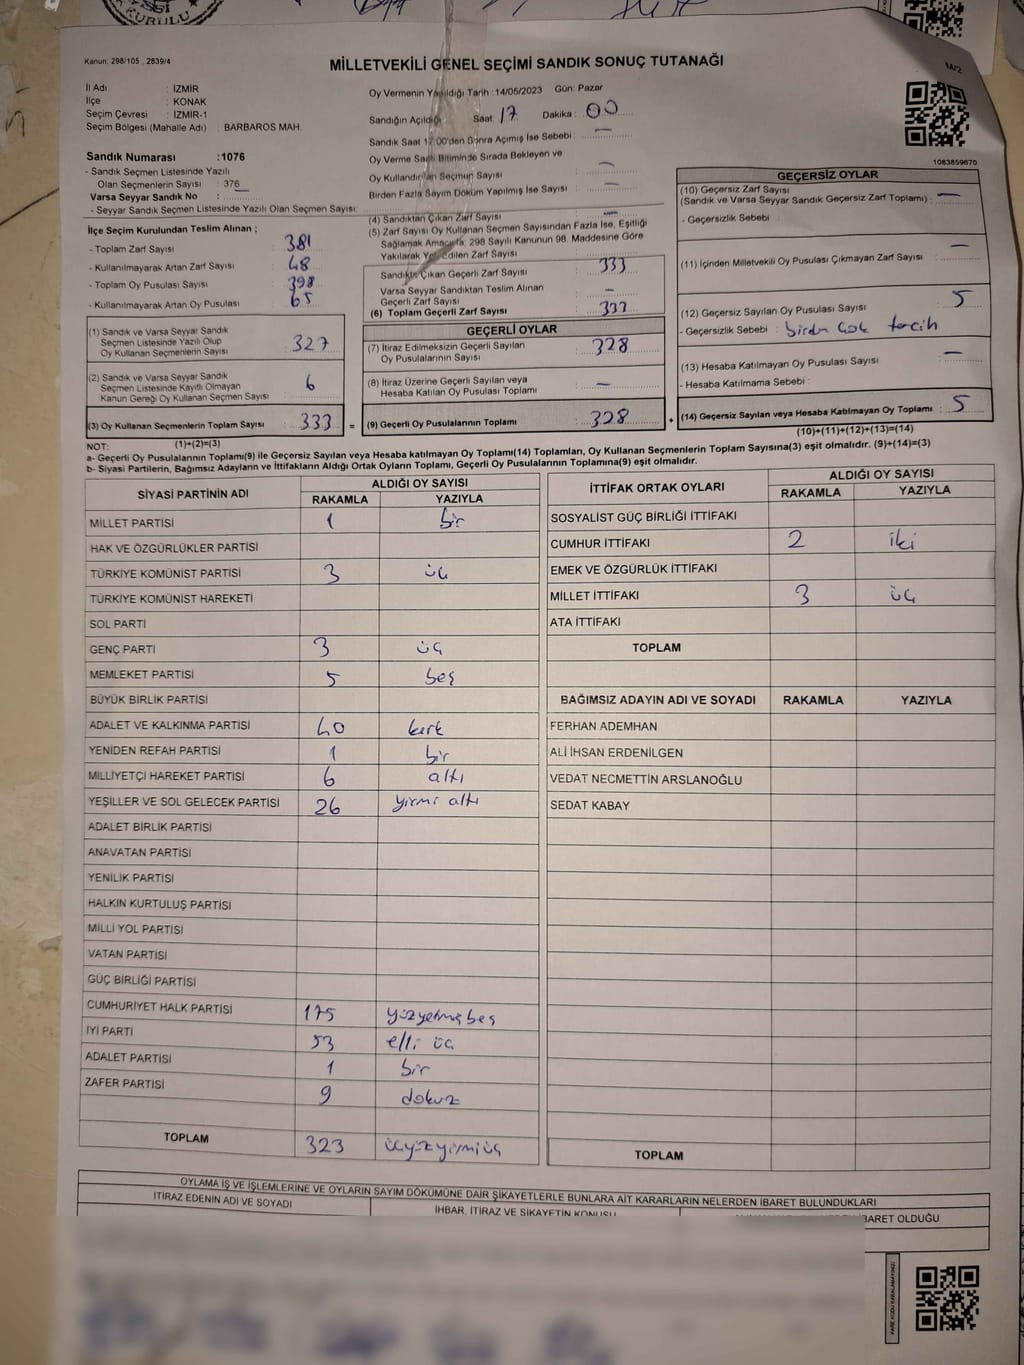 KURULU
Kanun: 298/105 , 2839/4
MİLLETVEKİLİ GENEL SEÇİMİ SANDIK SONUÇ TUTANAĞI
M/2
İl Adı : İZMİR
İlçe : KONAK
Seçim Çevresi : İZMİR-1
Seçim Bölgesi (Mahalle Adı) : BARBAROS MAH.
Oy Vermenin Yapıldığı Tarih :14/05/2023 Gün: Pazar
Sandığın Açıldığı Saat: 17 Dakika : 00
Sandık Saat 17:00'den Sonra Açılmış İse Sebebi : —
Oy Verme Saati Bitiminde Sırada Bekleyen ve
Oy Kullandırılan Seçmen Sayısı —
Birden Fazla Sayım Döküm Yapılmış İse Sayısı : —
1083859670
Sandık Numarası :1076
- Sandık Seçmen Listesinde Yazılı
Olan Seçmenlerin Sayısı : 376
Varsa Seyyar Sandık No :
- Seyyar Sandık Seçmen Listesinde Yazılı Olan Seçmen Sayısı:
İlçe Seçim Kurulundan Teslim Alınan ;
- Toplam Zarf Sayısı : 381
- Kullanılmayarak Artan Zarf Sayısı : 48
- Toplam Oy Pusulası Sayısı : 398
- Kullanılmayarak Artan Oy Pusulası : 65
(4) Sandıktan Çıkan Zarf Sayısı : —
(5) Zarf Sayısı Oy Kullanan Seçmen Sayısından Fazla İse, Eşitliği
Sağlamak Amacıyla, 298 Sayılı Kanunun 98. Maddesine Göre
Yakılarak Yok Edilen Zarf Sayısı
Sandıktan Çıkan Geçerli Zarf Sayısı : 333
Varsa Seyyar Sandıktan Teslim Alınan
Geçerli Zarf Sayısı : —
(6) Toplam Geçerli Zarf Sayısı : 333
GEÇERSİZ OYLAR
(10) Geçersiz Zarf Sayısı
(Sandık ve Varsa Seyyar Sandık Geçersiz Zarf Toplamı) : —
- Geçersizlik Sebebi :
(11) İçinden Milletvekili Oy Pusulası Çıkmayan Zarf Sayısı : —
(12) Geçersiz Sayılan Oy Pusulası Sayısı : 5
- Geçersizlik Sebebi : birden çok tercih
(13) Hesaba Katılmayan Oy Pusulası Sayısı : —
- Hesaba Katılmama Sebebi :
(14) Geçersiz Sayılan veya Hesaba Katılmayan Oy Toplamı : 5
(10)+(11)+(12)+(13)=(14)
(1) Sandık ve Varsa Seyyar Sandık
Seçmen Listesinde Yazılı Olup
Oy Kullanan Seçmenlerin Sayısı : 327
(2) Sandık ve Varsa Seyyar Sandık
Seçmen Listesinde Kayıtlı Olmayan
Kanun Gereği Oy Kullanan Seçmen Sayısı : 6
(3) Oy Kullanan Seçmenlerin Toplam Sayısı : 333 =
(1)+(2)=(3)
GEÇERLİ OYLAR
(7) İtiraz Edilmeksizin Geçerli Sayılan
Oy Pusulalarının Sayısı : 328
(8) İtiraz Üzerine Geçerli Sayılan veya
Hesaba Katılan Oy Pusulası Toplamı : —
(9) Geçerli Oy Pusulalarının Toplamı : 328 +
NOT:
a- Geçerli Oy Pusulalarının Toplamı(9) ile Geçersiz Sayılan veya Hesaba katılmayan Oy Toplamı(14) Toplamları, Oy Kullanan Seçmenlerin Toplam Sayısına(3) eşit olmalıdır. (9)+(14)=(3)
b- Siyasi Partilerin, Bağımsız Adayların ve İttifakların Aldığı Ortak Oyların Toplamı, Geçerli Oy Pusulalarının Toplamına(9) eşit olmalıdır.
SİYASİ PARTİNİN ADI ALDIĞI OY SAYISI
RAKAMLA YAZIYLA
MİLLET PARTİSİ 1 bir
HAK VE ÖZGÜRLÜKLER PARTİSİ
TÜRKİYE KOMÜNİST PARTİSİ 3 üç
TÜRKİYE KOMÜNİST HAREKETİ
SOL PARTİ
GENÇ PARTİ 3 üç
MEMLEKET PARTİSİ 5 beş
BÜYÜK BİRLİK PARTİSİ
ADALET VE KALKINMA PARTİSİ 40 kırk
YENİDEN REFAH PARTİSİ 1 bir
MİLLİYETÇİ HAREKET PARTİSİ 6 altı
YEŞİLLER VE SOL GELECEK PARTİSİ 26 yirmi altı
ADALET BİRLİK PARTİSİ
ANAVATAN PARTİSİ
YENİLİK PARTİSİ
HALKIN KURTULUŞ PARTİSİ
MİLLİ YOL PARTİSİ
VATAN PARTİSİ
GÜÇ BİRLİĞİ PARTİSİ
CUMHURİYET HALK PARTİSİ 175 yüzyetmişbeş
İYİ PARTİ 53 elli üç
ADALET PARTİSİ 1 bir
ZAFER PARTİSİ 9 dokuz
TOPLAM 323 üçyüzyirmiüç
İTTİFAK ORTAK OYLARI ALDIĞI OY SAYISI
RAKAMLA YAZIYLA
SOSYALİST GÜÇ BİRLİĞİ İTTİFAKI
CUMHUR İTTİFAKI 2 iki
EMEK VE ÖZGÜRLÜK İTTİFAKI
MİLLET İTTİFAKI 3 üç
ATA İTTİFAKI
TOPLAM
BAĞIMSIZ ADAYIN ADI VE SOYADI RAKAMLA YAZIYLA
FERHAN ADEMHAN
ALİ İHSAN ERDENİLGEN
VEDAT NECMETTİN ARSLANOĞLU
SEDAT KABAY
TOPLAM
OYLAMA İŞ VE İŞLEMLERİNE VE OYLARIN SAYIM DÖKÜMÜNE DAİR ŞİKAYETLERLE BUNLARA AİT KARARLARIN NELERDEN İBARET BULUNDUKLARI
İTİRAZ EDENİN ADI VE SOYADI
İHBAR, İTİRAZ VE ŞİKAYETİN KONUSU
İBARET OLDUĞU
KARE KODU KARALAMAYINIZ